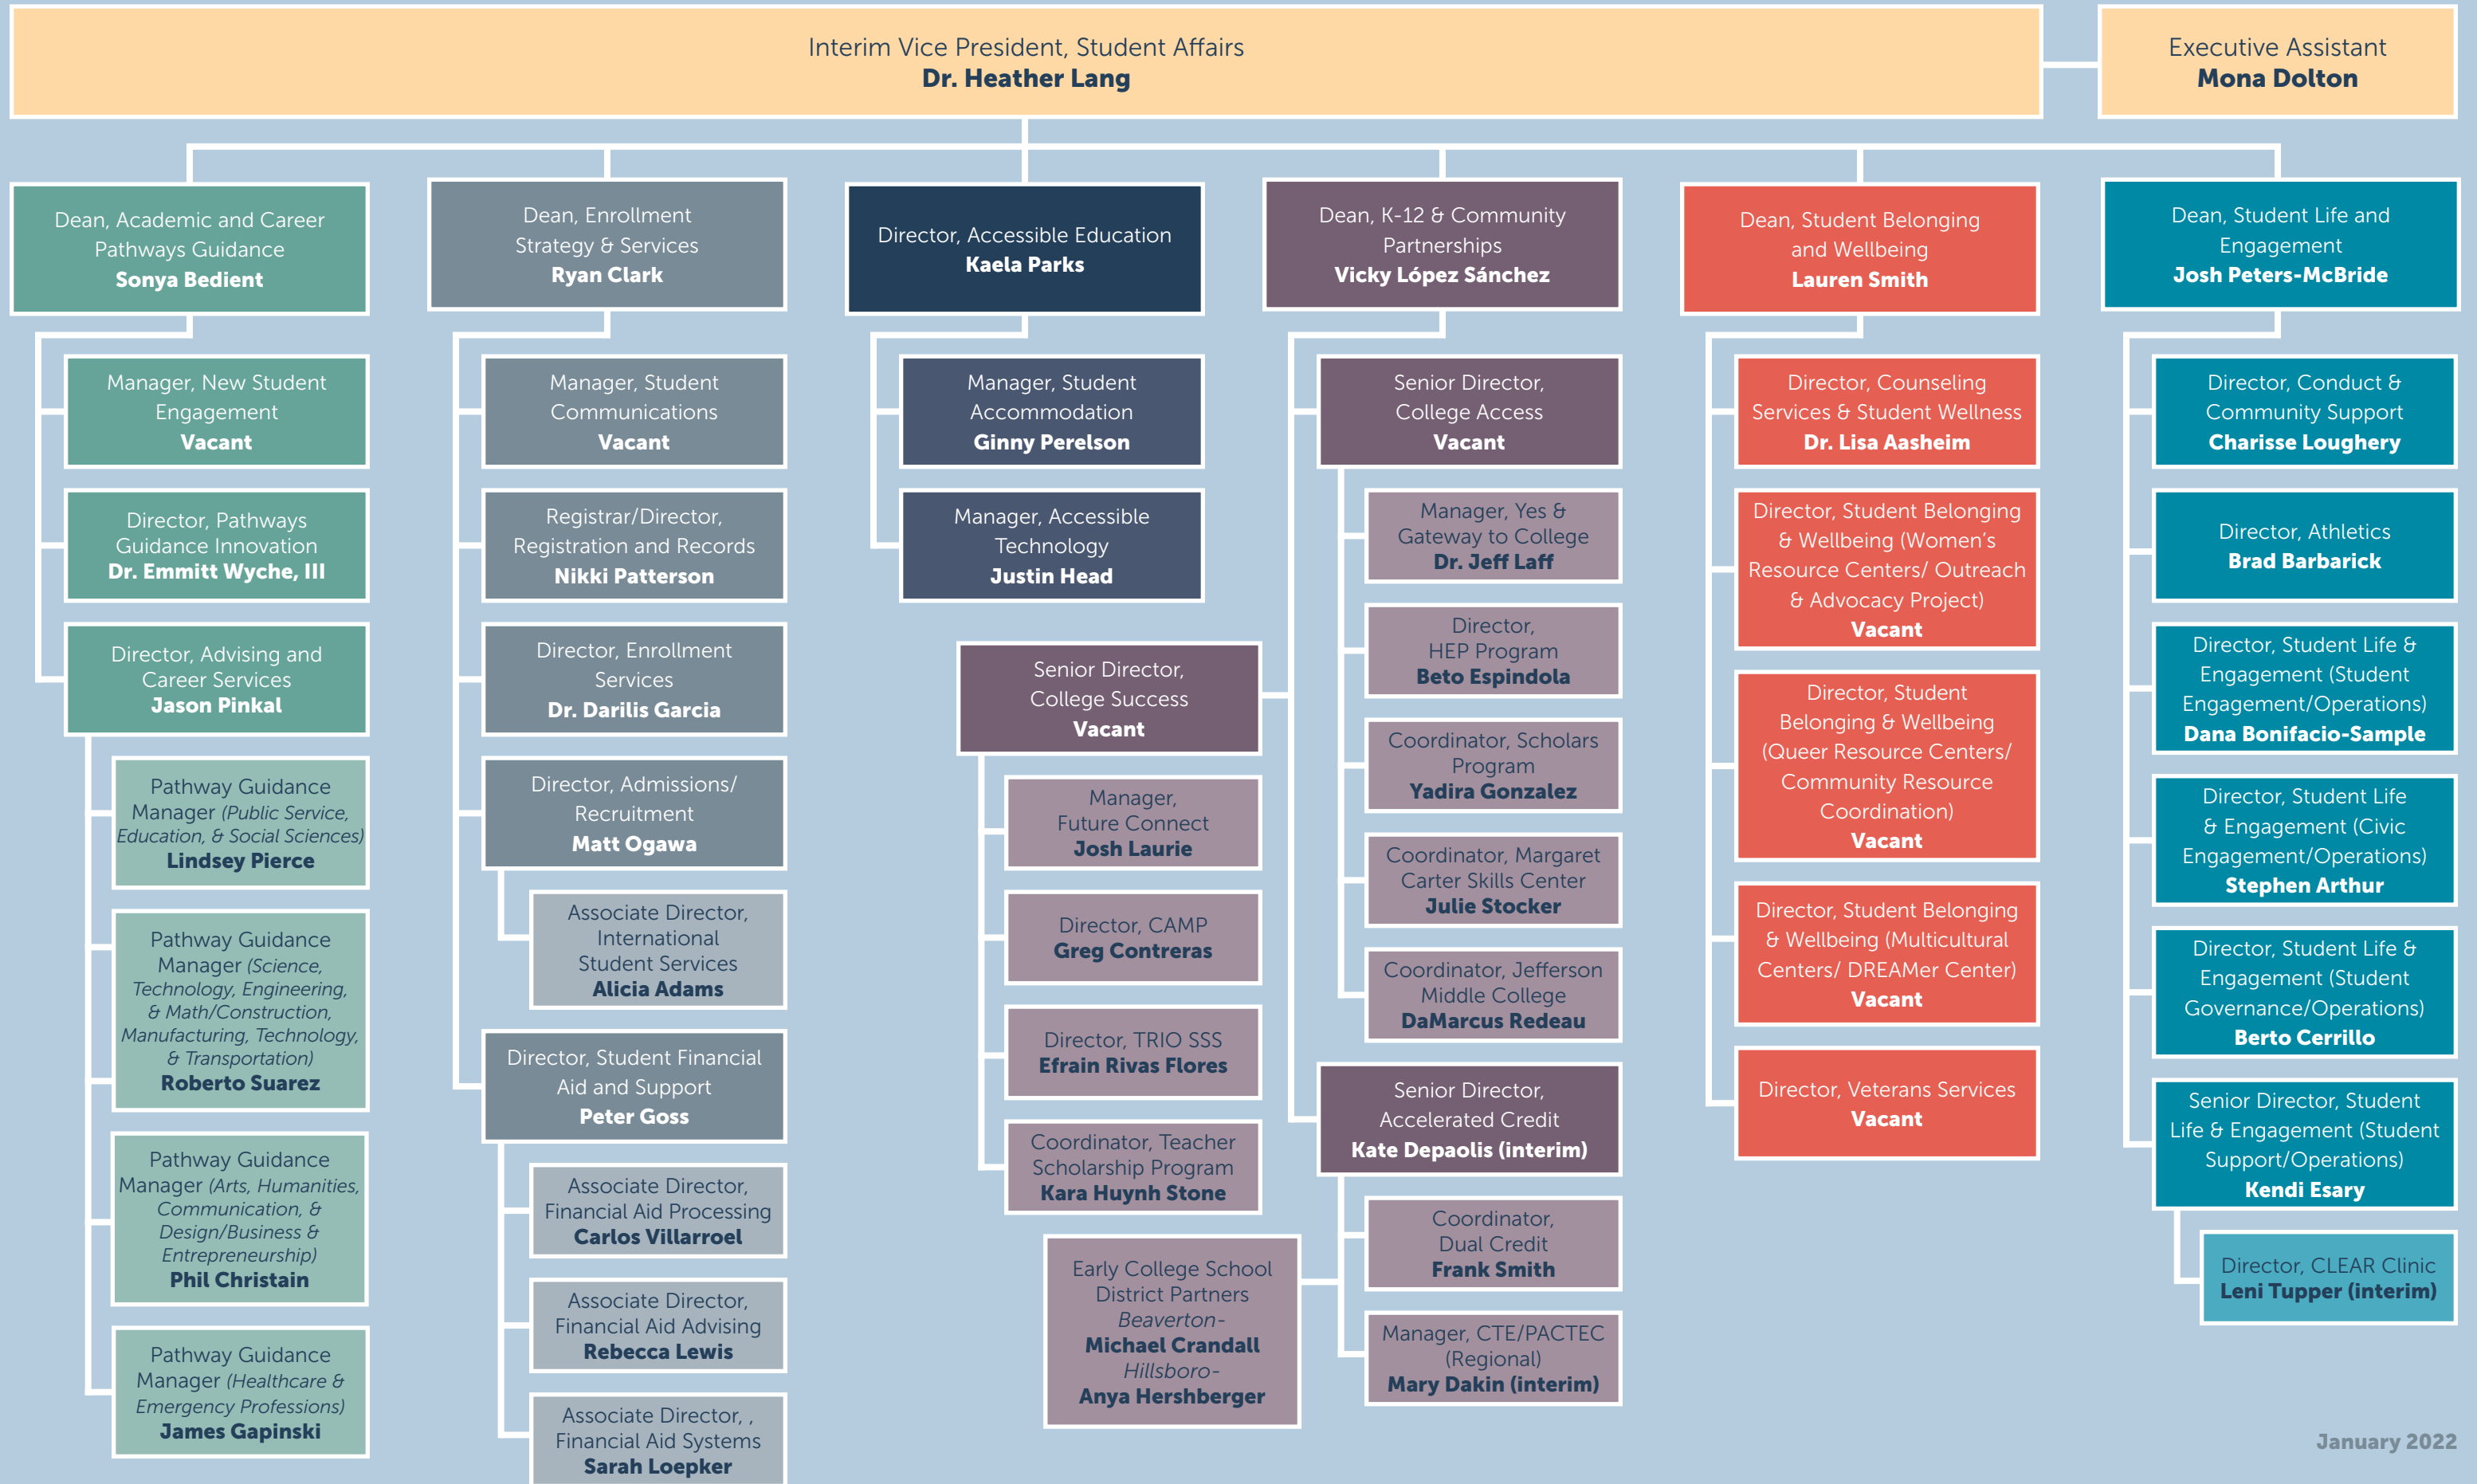 Interim Vice President, Student Affairs
Dr. Heather Lang
Executive Assistant
Mona Dolton
Dean, Academic and Career
Pathways Guidance
Sonya Bedient
Manager, New Student
Engagement
Vacant
Director, Pathways
Guidance Innovation
Dr. Emmitt Wyche, III
Director, Advising and
Career Services
Jason Pinkal
Pathway Guidance
Manager (Public Service,
Education, & Social Sciences)
Lindsey Pierce
Pathway Guidance
Manager (Science,
Technology, Engineering,
& Math/Construction,
Manufacturing, Technology,
& Transportation)
Roberto Suarez
Pathway Guidance
Manager (Arts, Humanities,
Communication, &
Design/Business &
Entrepreneurship)
Phil Christain
Pathway Guidance
Manager (Healthcare &
Emergency Professions)
James Gapinski
Dean, Enrollment
Strategy & Services
Ryan Clark
Manager, Student
Communications
Vacant
Registrar/Director,
Registration and Records
Nikki Patterson
Director, Enrollment
Services
Dr. Darilis Garcia
Director, Admissions/
Recruitment
Matt Ogawa
Associate Director,
International
Student Services
Alicia Adams
Director, Student Financial
Aid and Support
Peter Goss
Associate Director,
Financial Aid Processing
Carlos Villarroel
Associate Director,
Financial Aid Advising
Rebecca Lewis
Associate Director, ,
Financial Aid Systems
Sarah Loepker
Director, Accessible Education
Kaela Parks
Manager, Student
Accommodation
Ginny Perelson
Manager, Accessible
Technology
Justin Head
Dean, K-12 & Community
Partnerships
Vicky López Sánchez
Senior Director,
College Access
Vacant
Manager, Yes &
Gateway to College
Dr. Jeff Laff
Director,
HEP Program
Beto Espindola
Coordinator, Scholars
Program
Yadira Gonzalez
Coordinator, Margaret
Carter Skills Center
Julie Stocker
Coordinator, Jefferson
Middle College
DaMarcus Redeau
Senior Director,
College Success
Vacant
Manager,
Future Connect
Josh Laurie
Director, CAMP
Greg Contreras
Director, TRIO SSS
Efrain Rivas Flores
Coordinator, Teacher
Scholarship Program
Kara Huynh Stone
Senior Director,
Accelerated Credit
Kate Depaolis (interim)
Coordinator,
Dual Credit
Frank Smith
Early College School
District Partners
Beaverton-
Michael Crandall
Hillsboro-
Anya Hershberger
Manager, CTE/PACTEC
(Regional)
Mary Dakin (interim)
Dean, Student Belonging
and Wellbeing
Lauren Smith
Director, Counseling
Services & Student Wellness
Dr. Lisa Aasheim
Director, Student Belonging
& Wellbeing (Women’s
Resource Centers/ Outreach
& Advocacy Project)
Vacant
Director, Student
Belonging & Wellbeing
(Queer Resource Centers/
Community Resource
Coordination)
Vacant
Director, Student Belonging
& Wellbeing (Multicultural
Centers/ DREAMer Center)
Vacant
Director, Veterans Services
Vacant
Dean, Student Life and
Engagement
Josh Peters-McBride
Director, Conduct &
Community Support
Charisse Loughery
Director, Athletics
Brad Barbarick
Director, Student Life &
Engagement (Student
Engagement/Operations)
Dana Bonifacio-Sample
Director, Student Life
& Engagement (Civic
Engagement/Operations)
Stephen Arthur
Director, Student Life &
Engagement (Student
Governance/Operations)
Berto Cerrillo
Senior Director, Student
Life & Engagement (Student
Support/Operations)
Kendi Esary
Director, CLEAR Clinic
Leni Tupper (interim)
January 2022